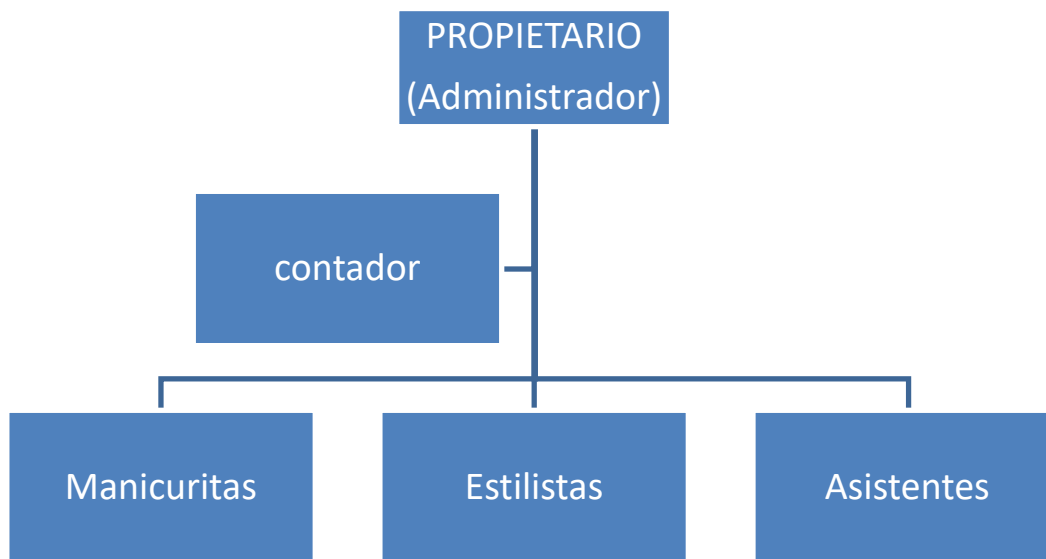 PROPIETARIO
(Administrador)
contador
Manicuritas
Estilistas
Asistentes